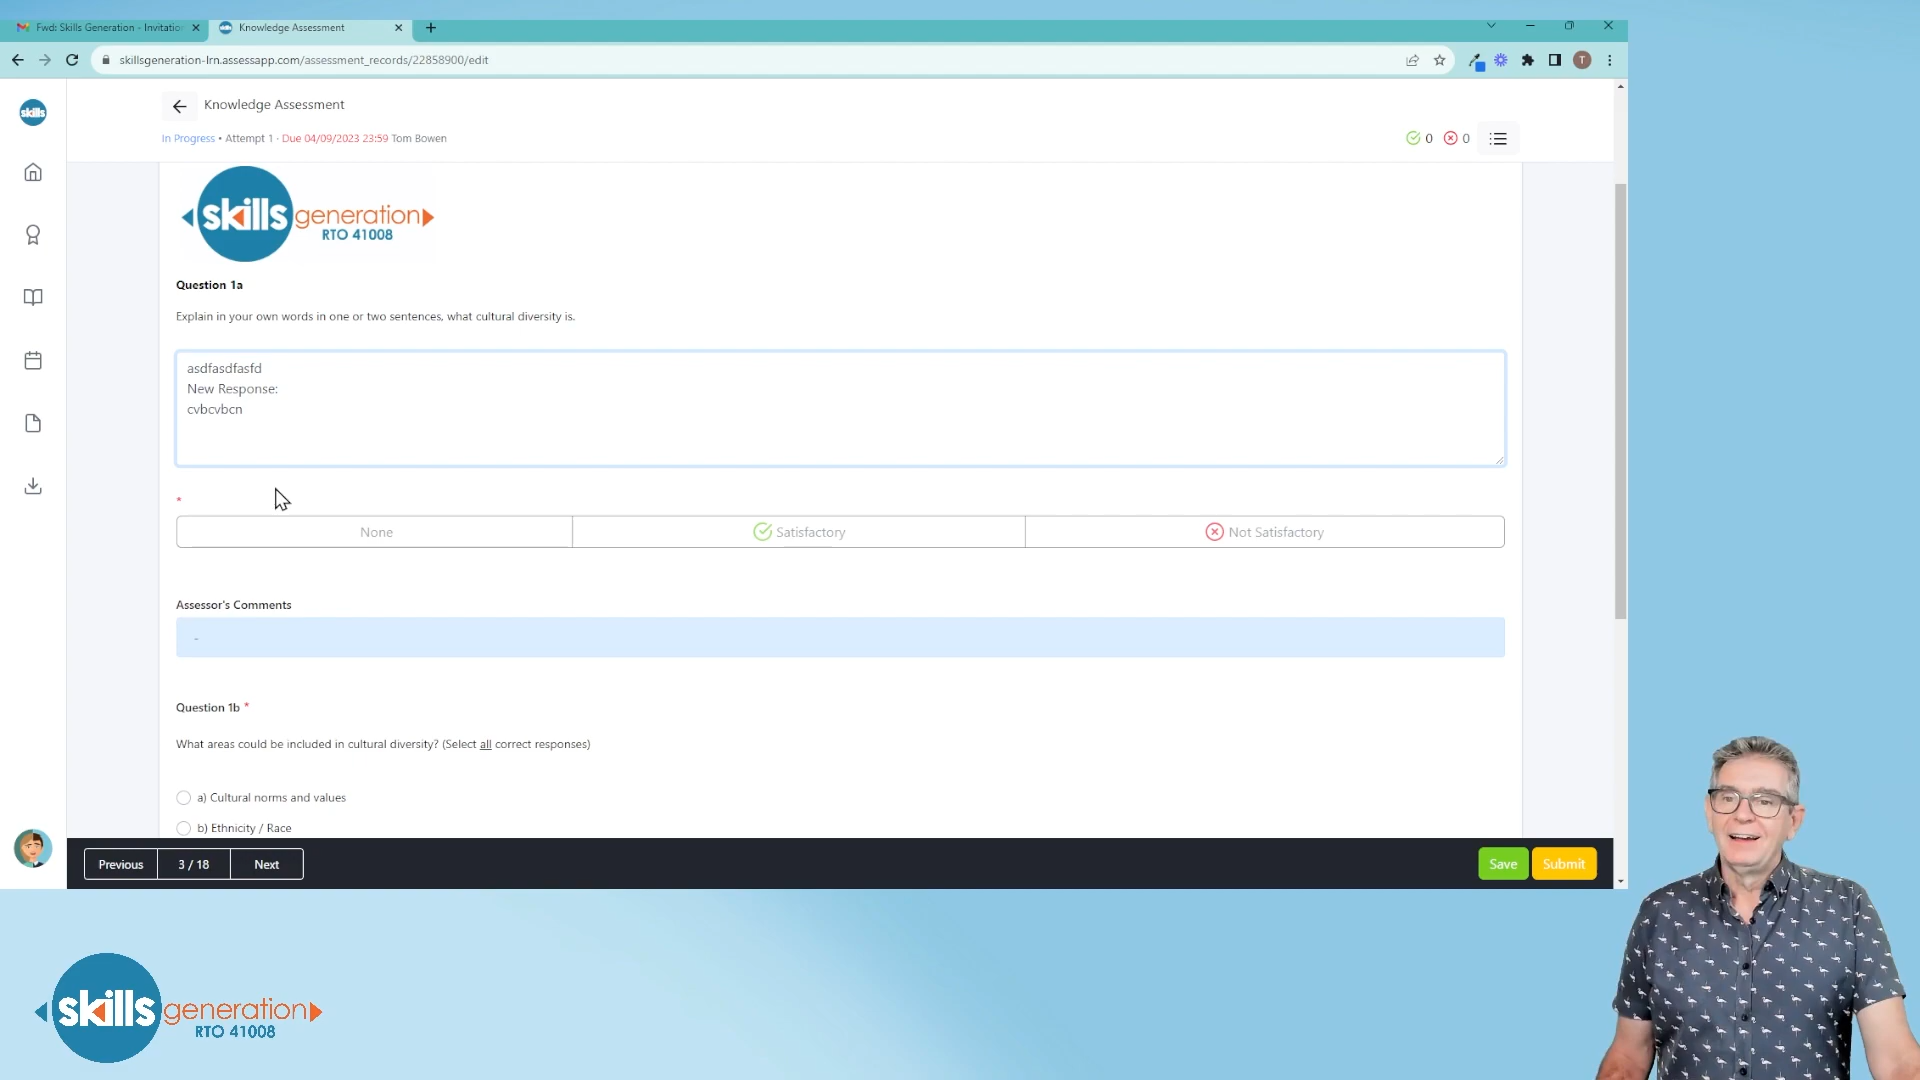 Fwd: Skills Generation - Invitatio
Knowledge Assessment
skillsgeneration-lrn.assessapp.com/assessment_records/22858900/edit
T
skills
Knowledge Assessment
In Progress • Attempt 1 · Due 04/09/2023 23:59 Tom Bowen
0 0
skills generation
RTO 41008
Question 1a
Explain in your own words in one or two sentences, what cultural diversity is.
asdfasdfasfd
New Response:
cvbcvbcn
*
None Satisfactory Not Satisfactory
Assessor's Comments
-
Question 1b *
What areas could be included in cultural diversity? (Select all correct responses)
a) Cultural norms and values
b) Ethnicity / Race
Previous 3 / 18 Next Save Submit
skills generation
RTO 41008